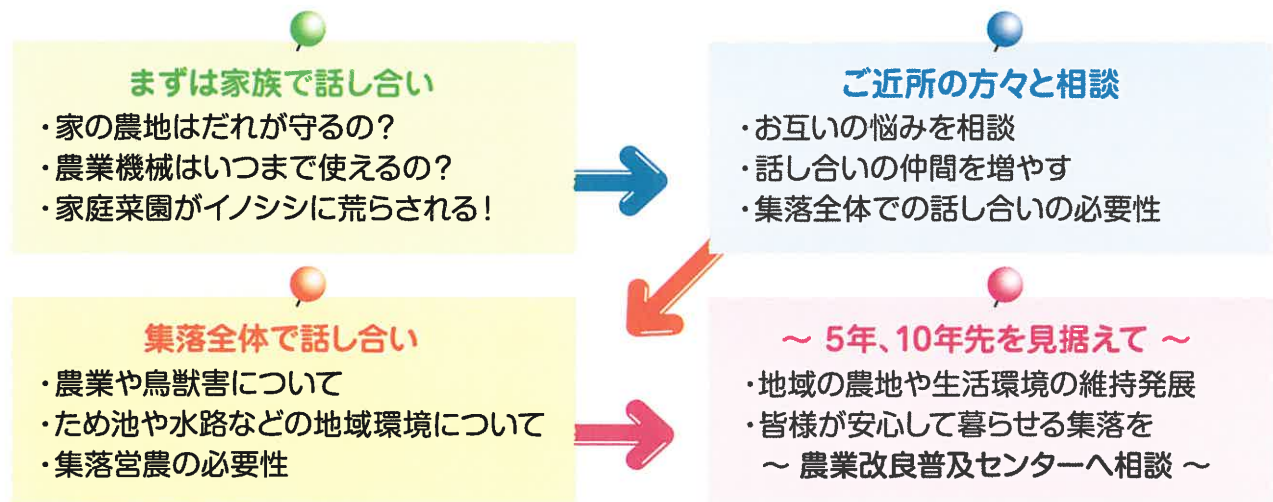 まずは家族で話し合い
・家の農地はだれが守るの?
・農業機械はいつまで使えるの?
・家庭菜園がイノシシに荒らされる!
ご近所の方々と相談
・お互いの悩みを相談
・話し合いの仲間を増やす
・集落全体での話し合いの必要性
集落全体で話し合い
・農業や鳥獣害について
・ため池や水路などの地域環境について
・集落営農の必要性
～ 5年、10年先を見据えて ～
・地域の農地や生活環境の維持発展
・皆様が安心して暮らせる集落を
～ 農業改良普及センターへ相談 ～